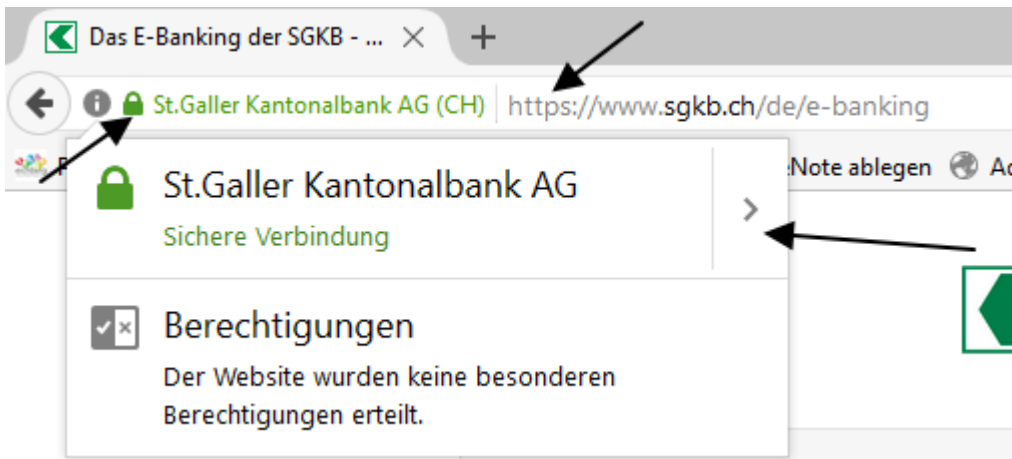 Das E-Banking der SGKB - ...
St.Galler Kantonalbank AG (CH) https://www.sgkb.ch/de/e-banking
Note ablegen
St.Galler Kantonalbank AG
Sichere Verbindung
Berechtigungen
Der Website wurden keine besonderen
Berechtigungen erteilt.